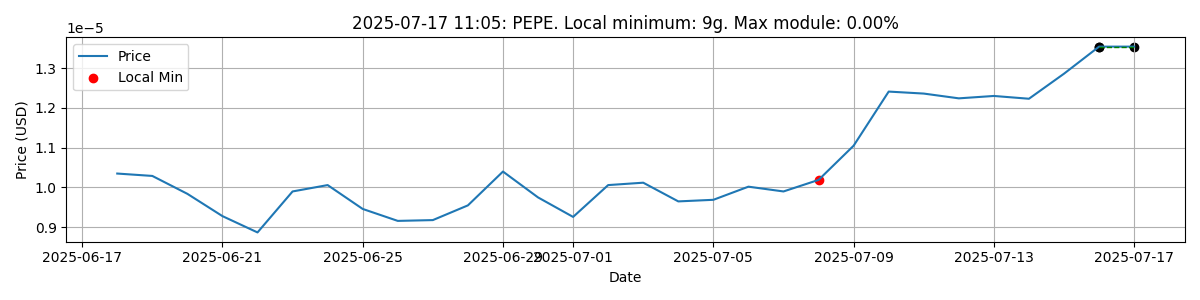 2025-07-17 11:05: PEPE. Local minimum: 9g. Max module: 0.00%
1e−5
Price
Local Min
Price (USD)
1.3
1.2
1.1
1.0
0.9
2025-06-17 2025-06-21 2025-06-25 2025-06-29 2025-07-01 2025-07-05 2025-07-09 2025-07-13 2025-07-17
Date